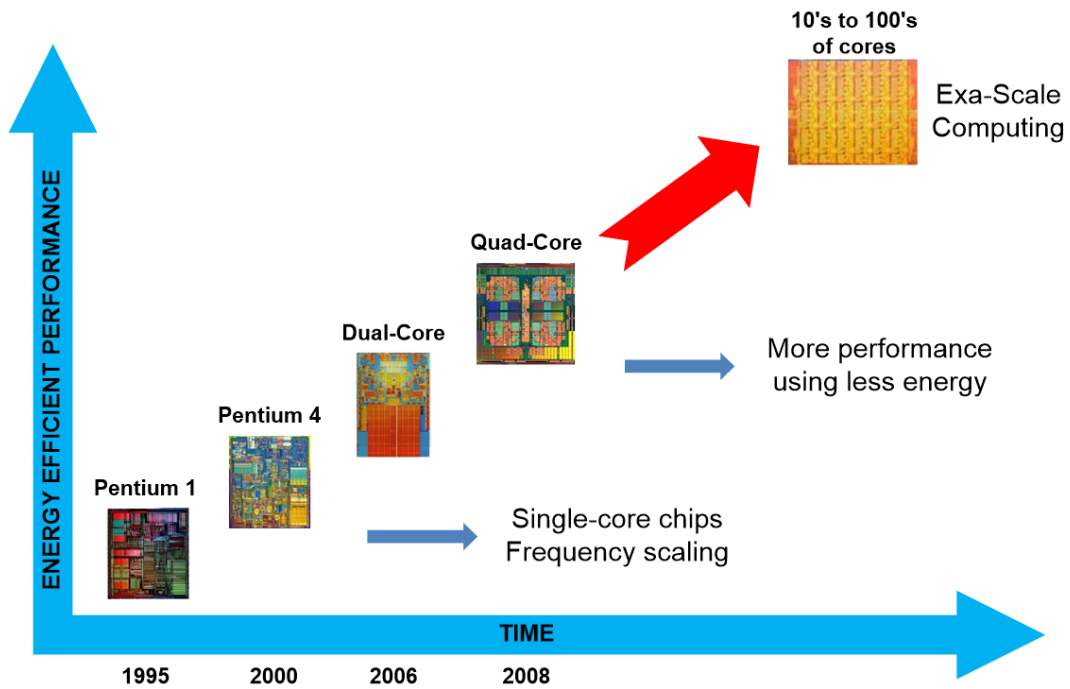 10's to 100's
of cores
Exa-Scale
Computing
Quad-Core
Dual-Core
More performance
using less energy
Pentium 4
Pentium 1
Single-core chips
Frequency scaling
ENERGY EFFICIENT PERFORMANCE
TIME
1995
2000
2006
2008